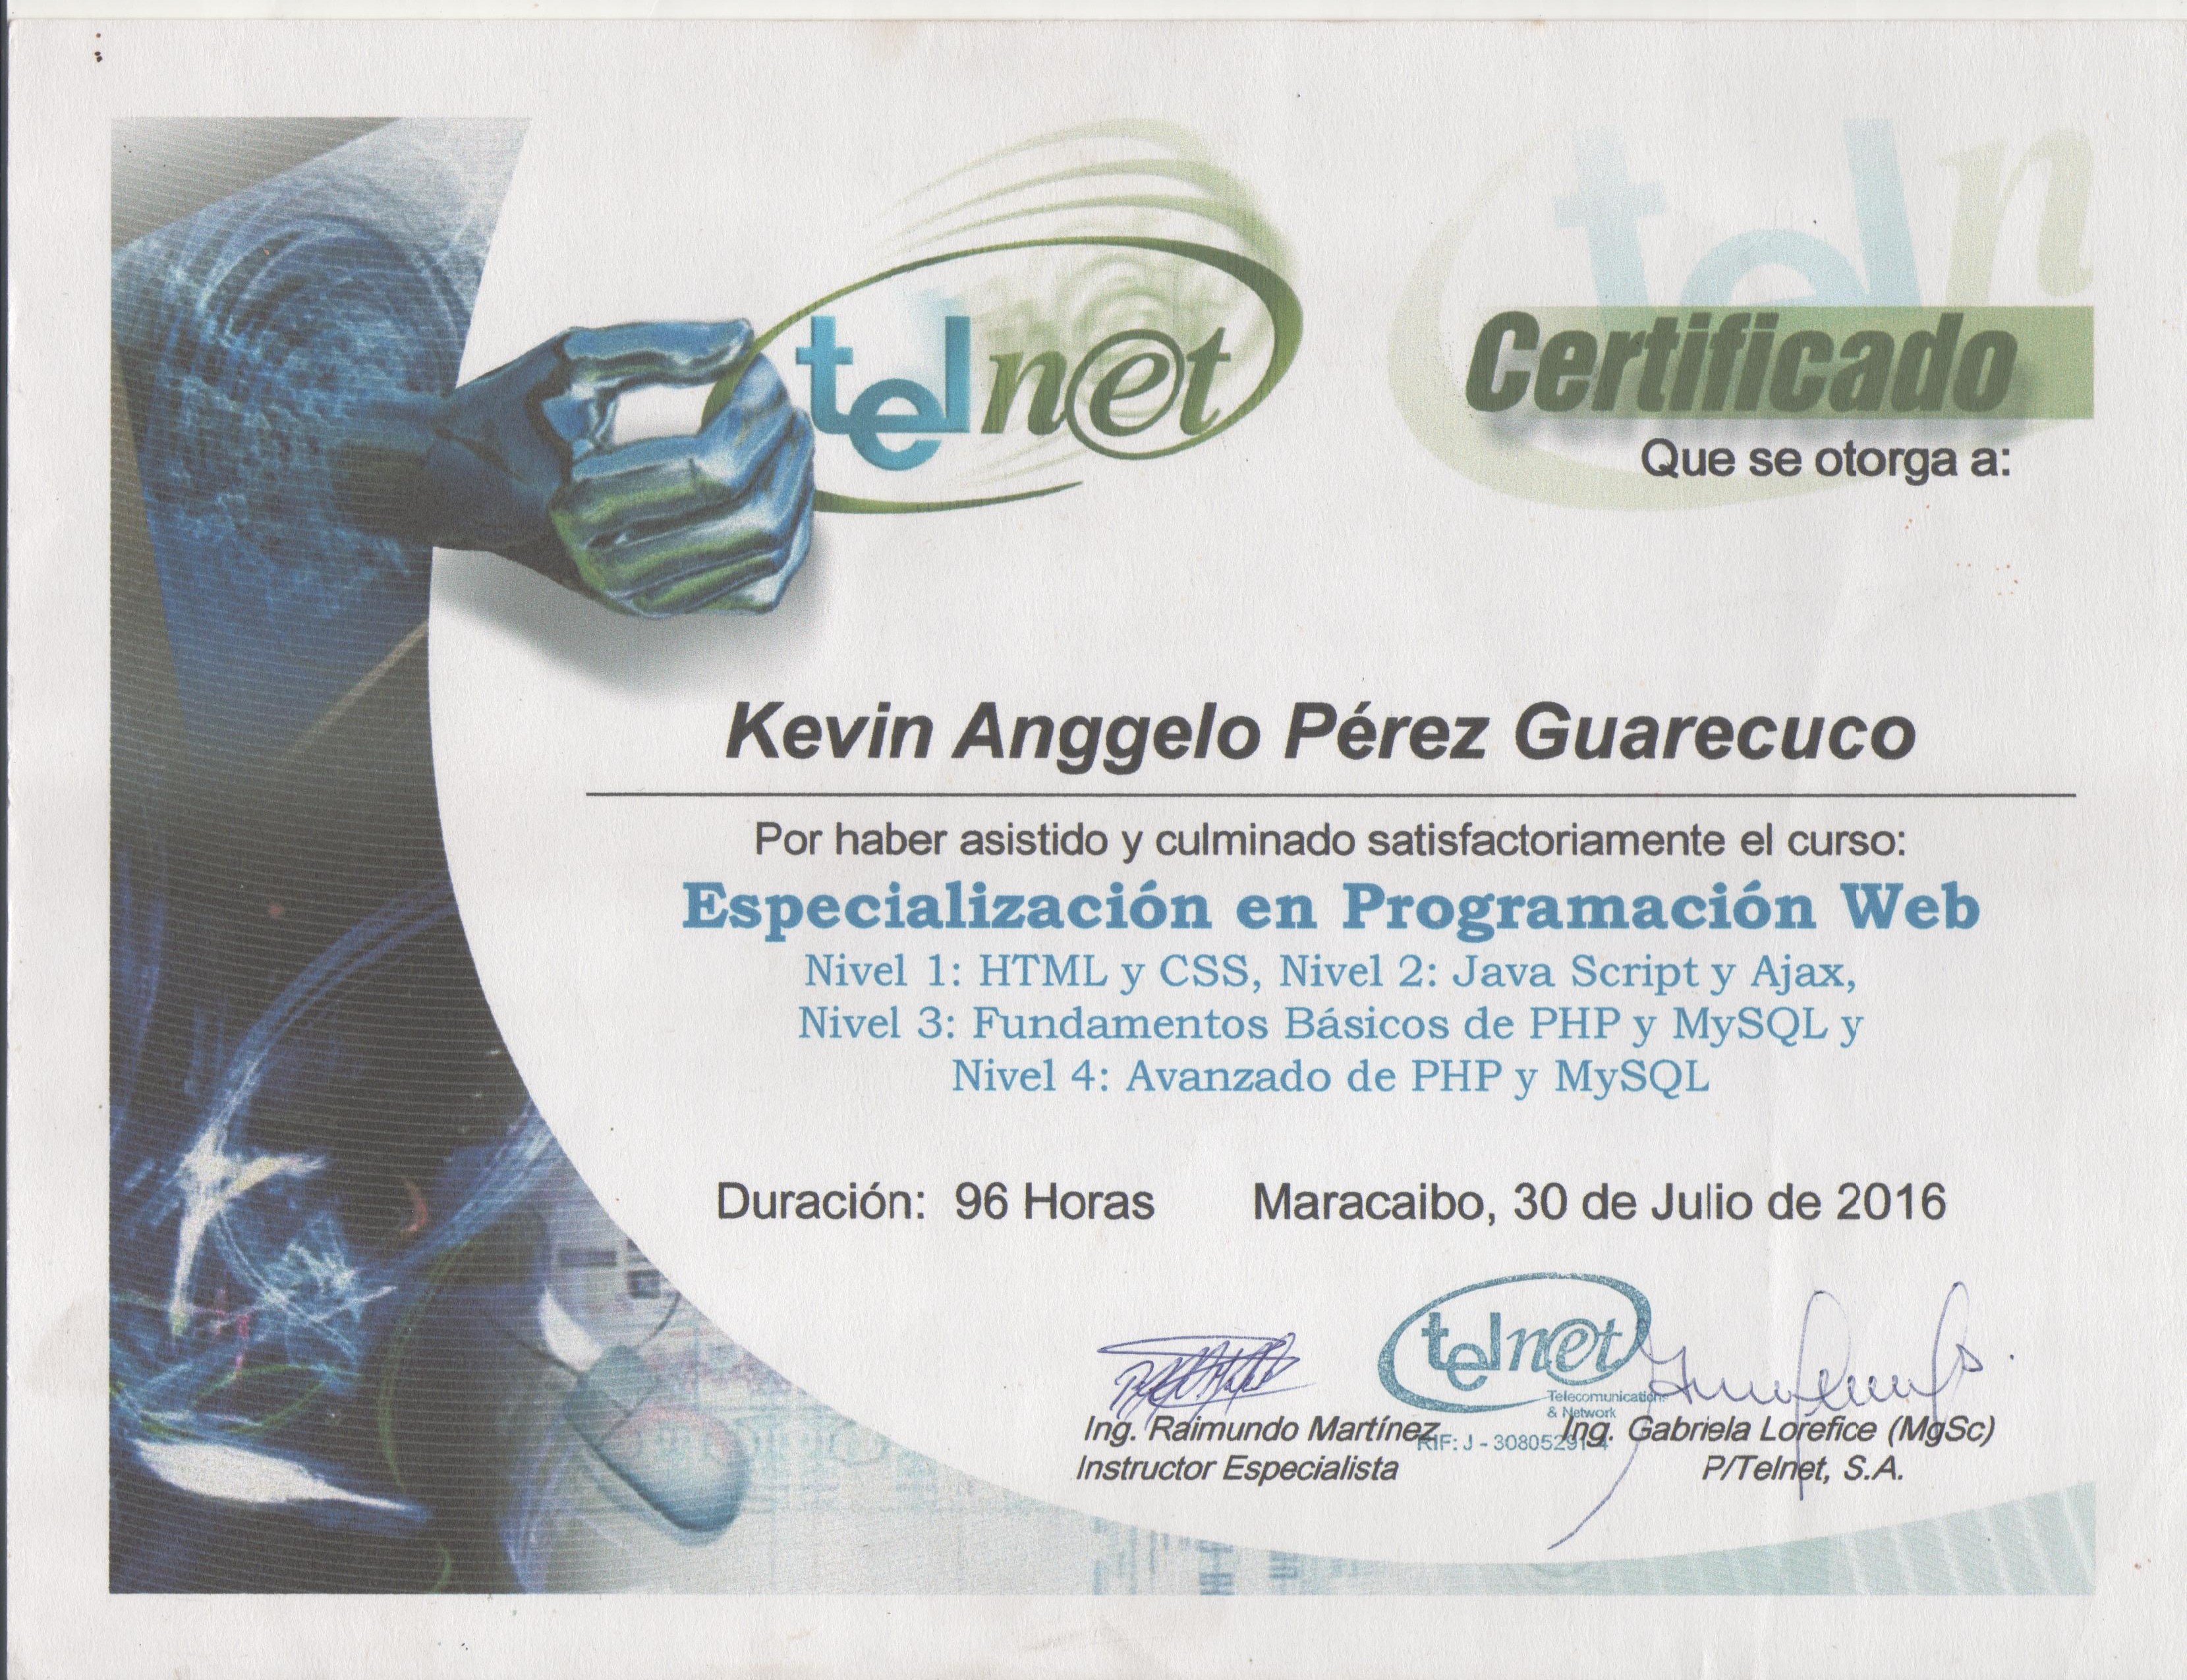 telnet
teln
Certificado
Que se otorga a:
Kevin Anggelo Pérez Guarecuco
Por haber asistido y culminado satisfactoriamente el curso:
Especialización en Programación Web
Nivel 1: HTML y CSS, Nivel 2: Java Script y Ajax,
Nivel 3: Fundamentos Básicos de PHP y MySQL y
Nivel 4: Avanzado de PHP y MySQL
Duración: 96 Horas Maracaibo, 30 de Julio de 2016
telnet
Telecomunications
& Network
RIF: J - 30805291-4
Ing. Raimundo Martínez Ing. Gabriela Lorefice (MgSc)
Instructor Especialista P/Telnet, S.A.